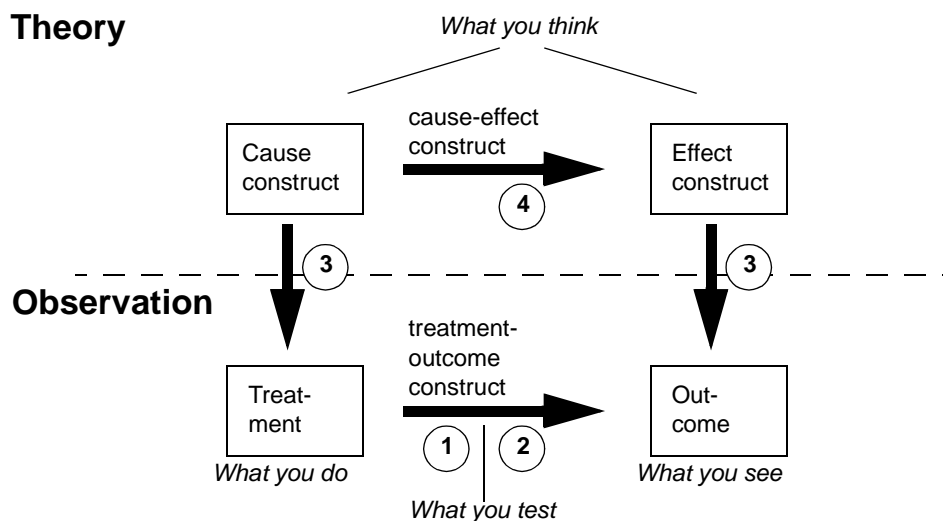 Theory
What you think
Cause
construct
cause-effect
construct
Effect
construct
4
3
3
Observation
treatment-
outcome
construct
Treat-
ment
Out-
come
1
2
What you do
What you see
What you test